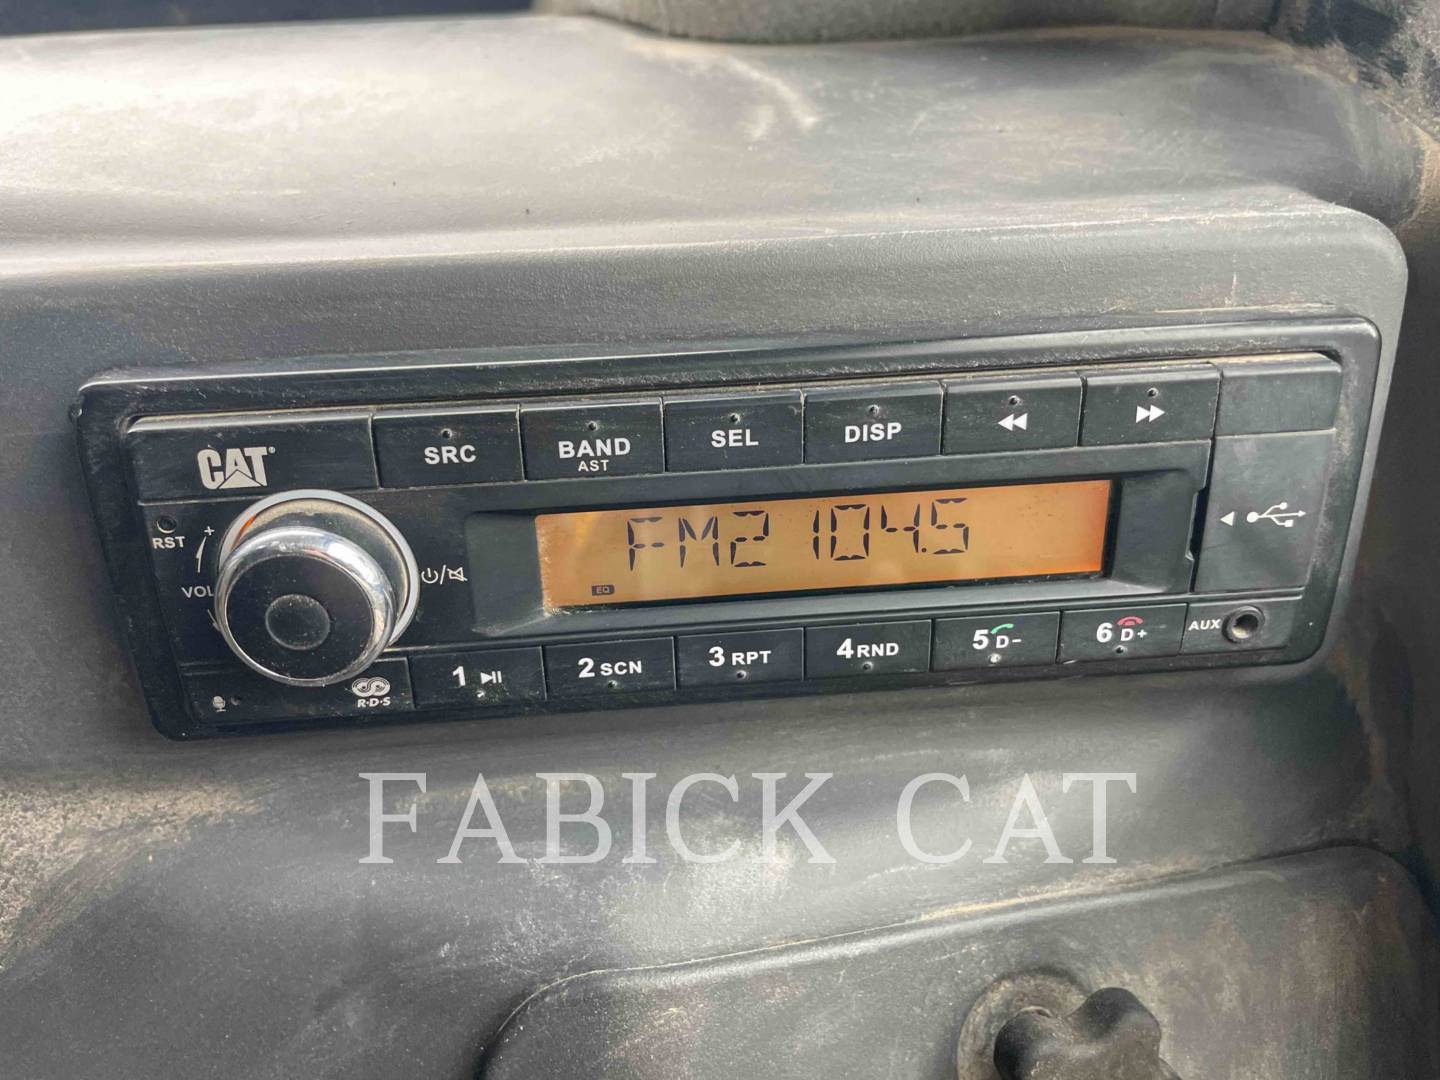 CAT
SRC
BAND
AST
SEL
DISP
RST
VOL
FM2 104.5
EQ
1
2 SCN
3 RPT
4 RND
5 D-
6 D+
AUX
R·D·S
FABICK CAT